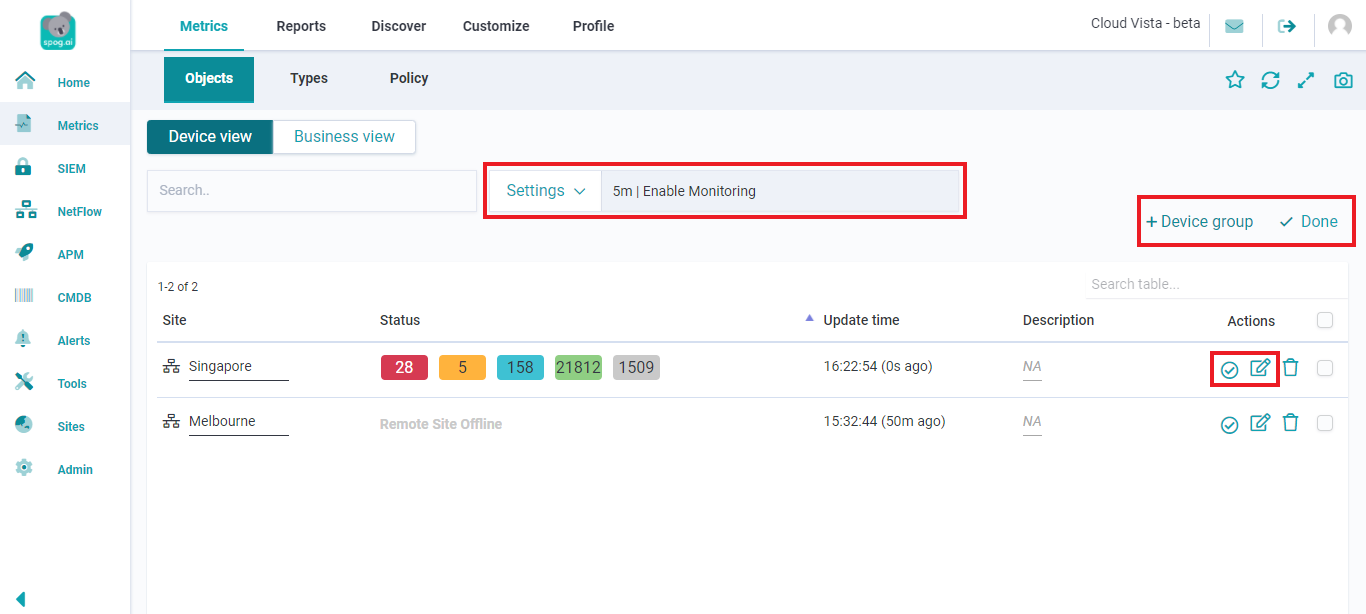 spog.ai
Metrics Reports Discover Customize Profile Cloud Vista - beta
Objects Types Policy
Home
Metrics
SIEM
NetFlow
APM
CMDB
Alerts
Tools
Sites
Admin
Device view Business view
Search.. Settings 5m | Enable Monitoring
+ Device group Done
1-2 of 2 Search table...
Site Status Update time Description Actions
Singapore 28 5 158 21812 1509 16:22:54 (0s ago) NA
Melbourne Remote Site Offline 15:32:44 (50m ago) NA